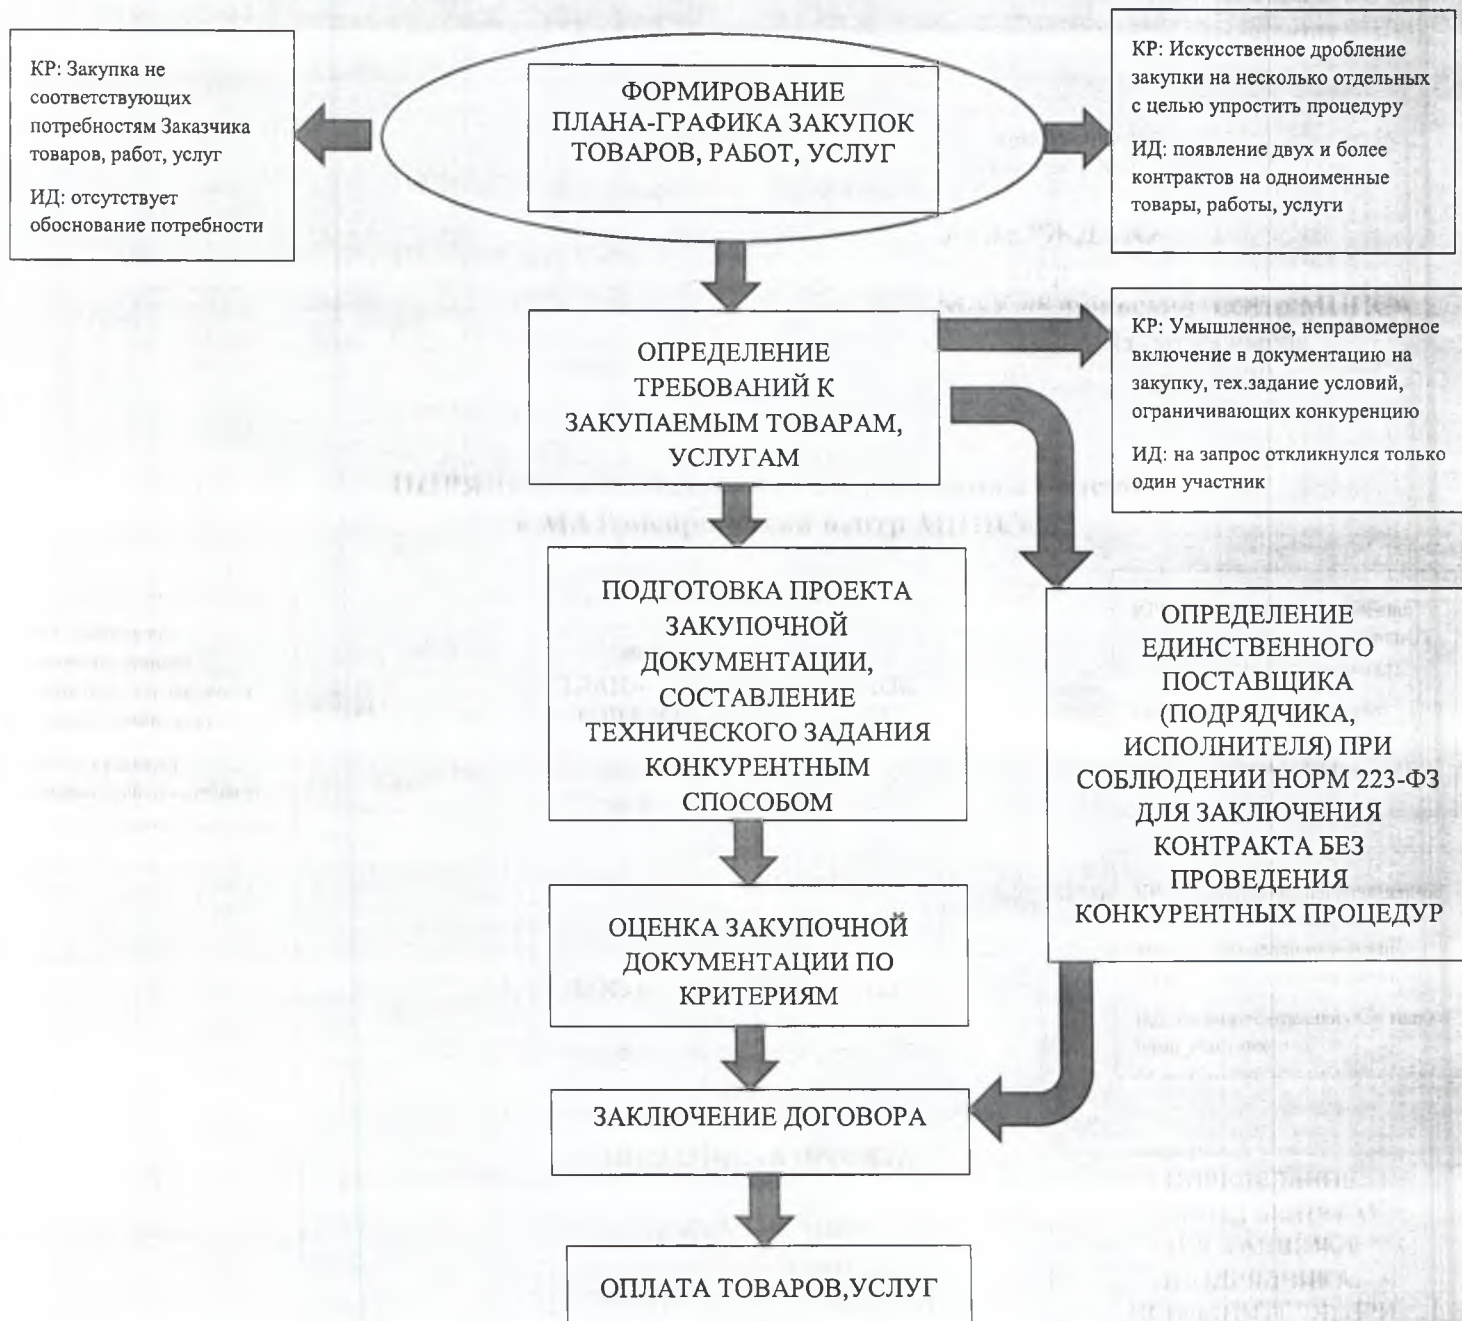 КР: Закупка не
соответствующих
потребностям Заказчика
товаров, работ, услуг
ИД: отсутствует
обоснование потребности
ФОРМИРОВАНИЕ
ПЛАНА-ГРАФИКА ЗАКУПОК
ТОВАРОВ, РАБОТ, УСЛУГ
КР: Искусственное дробление
закупки на несколько отдельных
с целью упростить процедуру
ИД: появление двух и более
контрактов на одноименные
товары, работы, услуги
ОПРЕДЕЛЕНИЕ
ТРЕБОВАНИЙ К
ЗАКУПАЕМЫМ ТОВАРАМ,
УСЛУГАМ
КР: Умышленное, неправомерное
включение в документацию на
закупку, тех.задание условий,
ограничивающих конкуренцию
ИД: на запрос откликнулся только
один участник
ПОДГОТОВКА ПРОЕКТА
ЗАКУПОЧНОЙ
ДОКУМЕНТАЦИИ,
СОСТАВЛЕНИЕ
ТЕХНИЧЕСКОГО ЗАДАНИЯ
КОНКУРЕНТНЫМ
СПОСОБОМ
ОПРЕДЕЛЕНИЕ
ЕДИНСТВЕННОГО
ПОСТАВЩИКА
(ПОДРЯДЧИКА,
ИСПОЛНИТЕЛЯ) ПРИ
СОБЛЮДЕНИИ НОРМ 223-ФЗ
ДЛЯ ЗАКЛЮЧЕНИЯ
КОНТРАКТА БЕЗ
ПРОВЕДЕНИЯ
КОНКУРЕНТНЫХ ПРОЦЕДУР
ОЦЕНКА ЗАКУПОЧНОЙ
ДОКУМЕНТАЦИИ ПО
КРИТЕРИЯМ
ЗАКЛЮЧЕНИЕ ДОГОВОРА
ОПЛАТА ТОВАРОВ,УСЛУГ